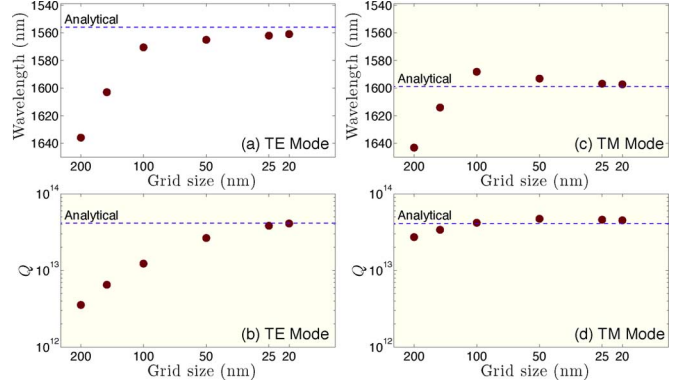 1540
1560
1580
1600
1620
1640
Wavelength (nm)
Analytical
(a) TE Mode
200
100
50
25
20
Grid size (nm)
1540
1560
1580
1600
1620
1640
Wavelength (nm)
Analytical
(c) TM Mode
200
100
50
25
20
Grid size (nm)
10^14
10^13
10^12
Q
Analytical
(b) TE Mode
200
100
50
25
20
Grid size (nm)
10^14
10^13
10^12
Q
Analytical
(d) TM Mode
200
100
50
25
20
Grid size (nm)